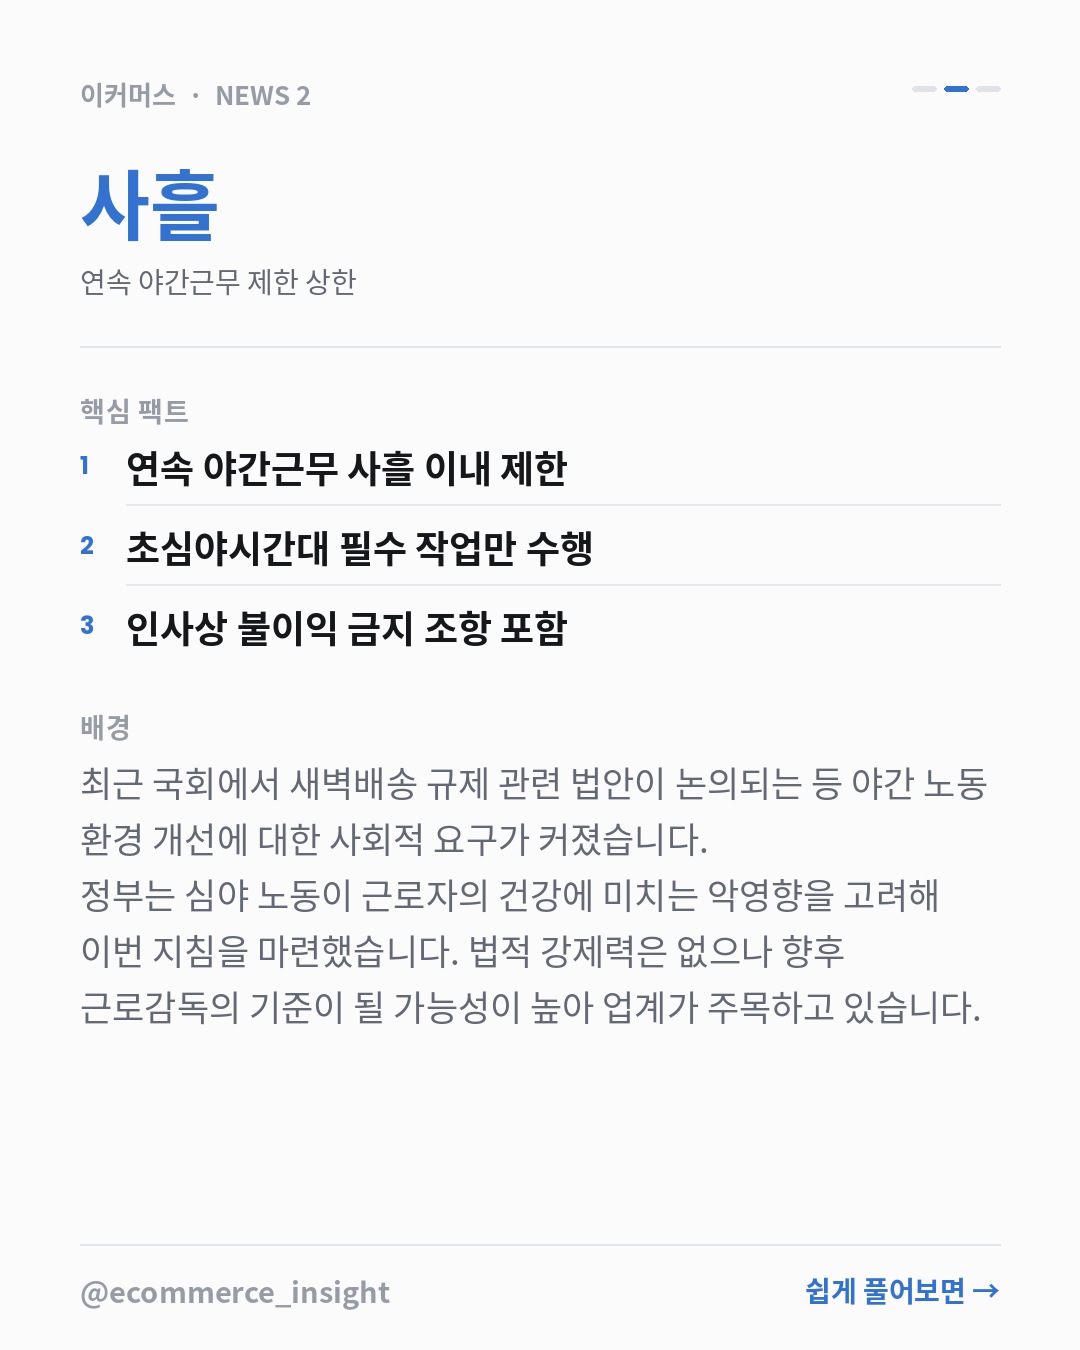 이커머스 · NEWS 2
사흘
연속 야간근무 제한 상한
핵심 팩트
1 연속 야간근무 사흘 이내 제한
2 초심야시간대 필수 작업만 수행
3 인사상 불이익 금지 조항 포함
배경
최근 국회에서 새벽배송 규제 관련 법안이 논의되는 등 야간 노동
환경 개선에 대한 사회적 요구가 커졌습니다.
정부는 심야 노동이 근로자의 건강에 미치는 악영향을 고려해
이번 지침을 마련했습니다. 법적 강제력은 없으나 향후
근로감독의 기준이 될 가능성이 높아 업계가 주목하고 있습니다.
@ecommerce_insight
쉽게 풀어보면 →